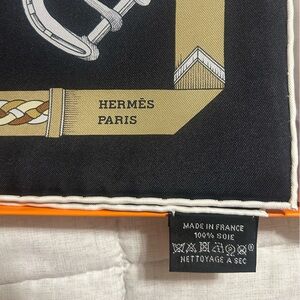 HERMÈS
PARIS
MADE IN FRANCE
100% SOIE
NETTOYAGE A SEC